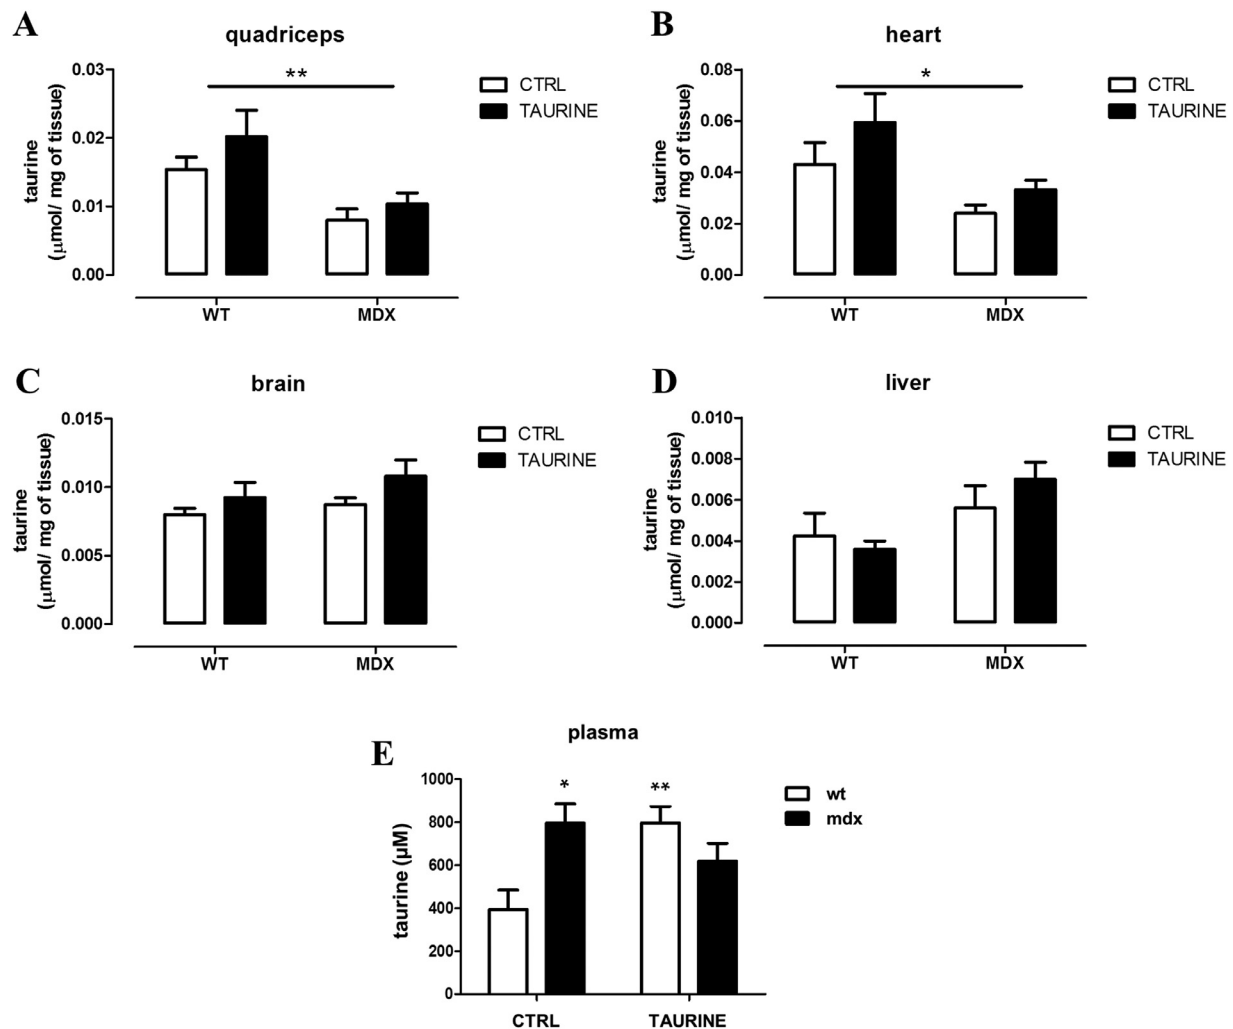 A
quadriceps
taurine
(μmol/ mg of tissue)
0.03
0.02
0.01
0.00
**
CTRL
TAURINE
WT
MDX
B
heart
taurine
(μmol/ mg of tissue)
0.08
0.06
0.04
0.02
0.00
*
CTRL
TAURINE
WT
MDX
C
brain
taurine
(μmol/ mg of tissue)
0.015
0.010
0.005
0.000
CTRL
TAURINE
WT
MDX
D
liver
taurine
(μmol/ mg of tissue)
0.010
0.008
0.006
0.004
0.002
0.000
CTRL
TAURINE
WT
MDX
E
plasma
taurine (μM)
1000
800
600
400
200
0
*
**
wt
mdx
CTRL
TAURINE